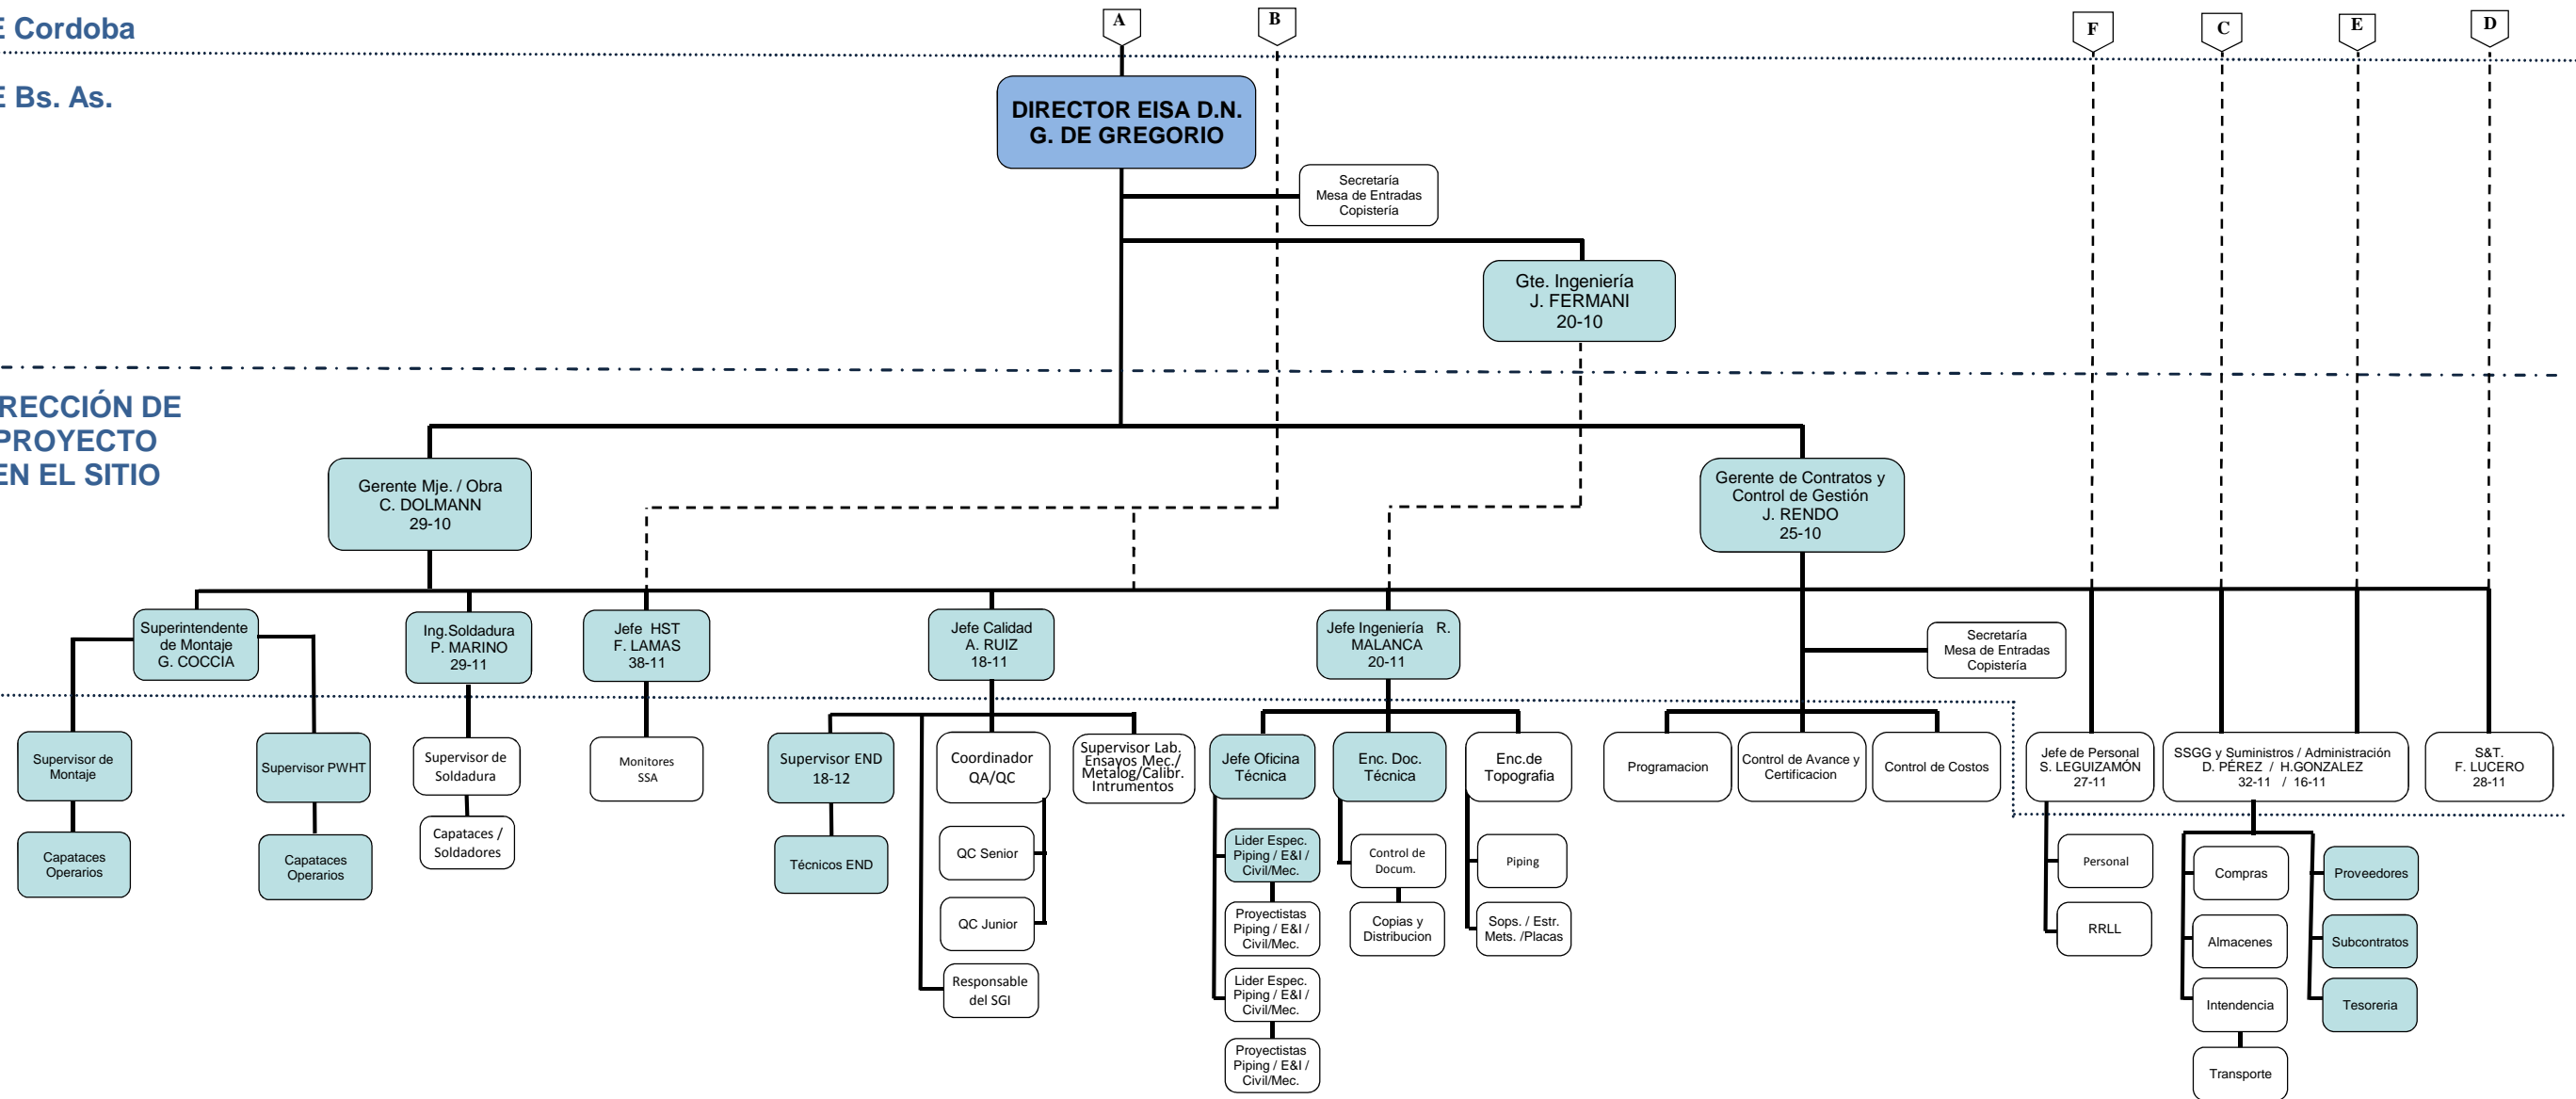 E Cordoba
A
B
F
C
E
D
E Bs. As.
DIRECTOR EISA D.N.
G. DE GREGORIO
Secretaría
Mesa de Entradas
Copistería
Gte. Ingeniería
J. FERMANI
20-10
RECCIÓN DE
PROYECTO
EN EL SITIO
Gerente Mje. / Obra
C. DOLMANN
29-10
Gerente de Contratos y
Control de Gestión
J. RENDO
25-10
Superintendente
de Montaje
G. COCCIA
Ing.Soldadura
P. MARINO
29-11
Jefe HST
F. LAMAS
38-11
Jefe Calidad
A. RUIZ
18-11
Jefe Ingeniería R.
MALANCA
20-11
Secretaría
Mesa de Entradas
Copistería
Supervisor de
Montaje
Supervisor PWHT
Supervisor de
Soldadura
Monitores
SSA
Supervisor END
18-12
Coordinador
QA/QC
Supervisor Lab.
Ensayos Mec./
Metalog/Calibr.
Intrumentos
Jefe Oficina
Técnica
Enc. Doc.
Técnica
Enc.de
Topografia
Programacion
Control de Avance y
Certificacion
Control de Costos
Jefe de Personal
S. LEGUIZAMÓN
27-11
SSGG y Suministros / Administración
D. PÉREZ / H.GONZALEZ
32-11 / 16-11
S&T.
F. LUCERO
28-11
Capataces
Operarios
Capataces
Operarios
Capataces /
Soldadores
Técnicos END
QC Senior
QC Junior
Responsable
del SGI
Lider Espec.
Piping / E&I /
Civil/Mec.
Proyectistas
Piping / E&I /
Civil/Mec.
Lider Espec.
Piping / E&I /
Civil/Mec.
Proyectistas
Piping / E&I /
Civil/Mec.
Control de
Docum.
Copias y
Distribucion
Piping
Sops. / Estr.
Mets. /Placas
Personal
RRLL
Compras
Almacenes
Intendencia
Transporte
Proveedores
Subcontratos
Tesoreria